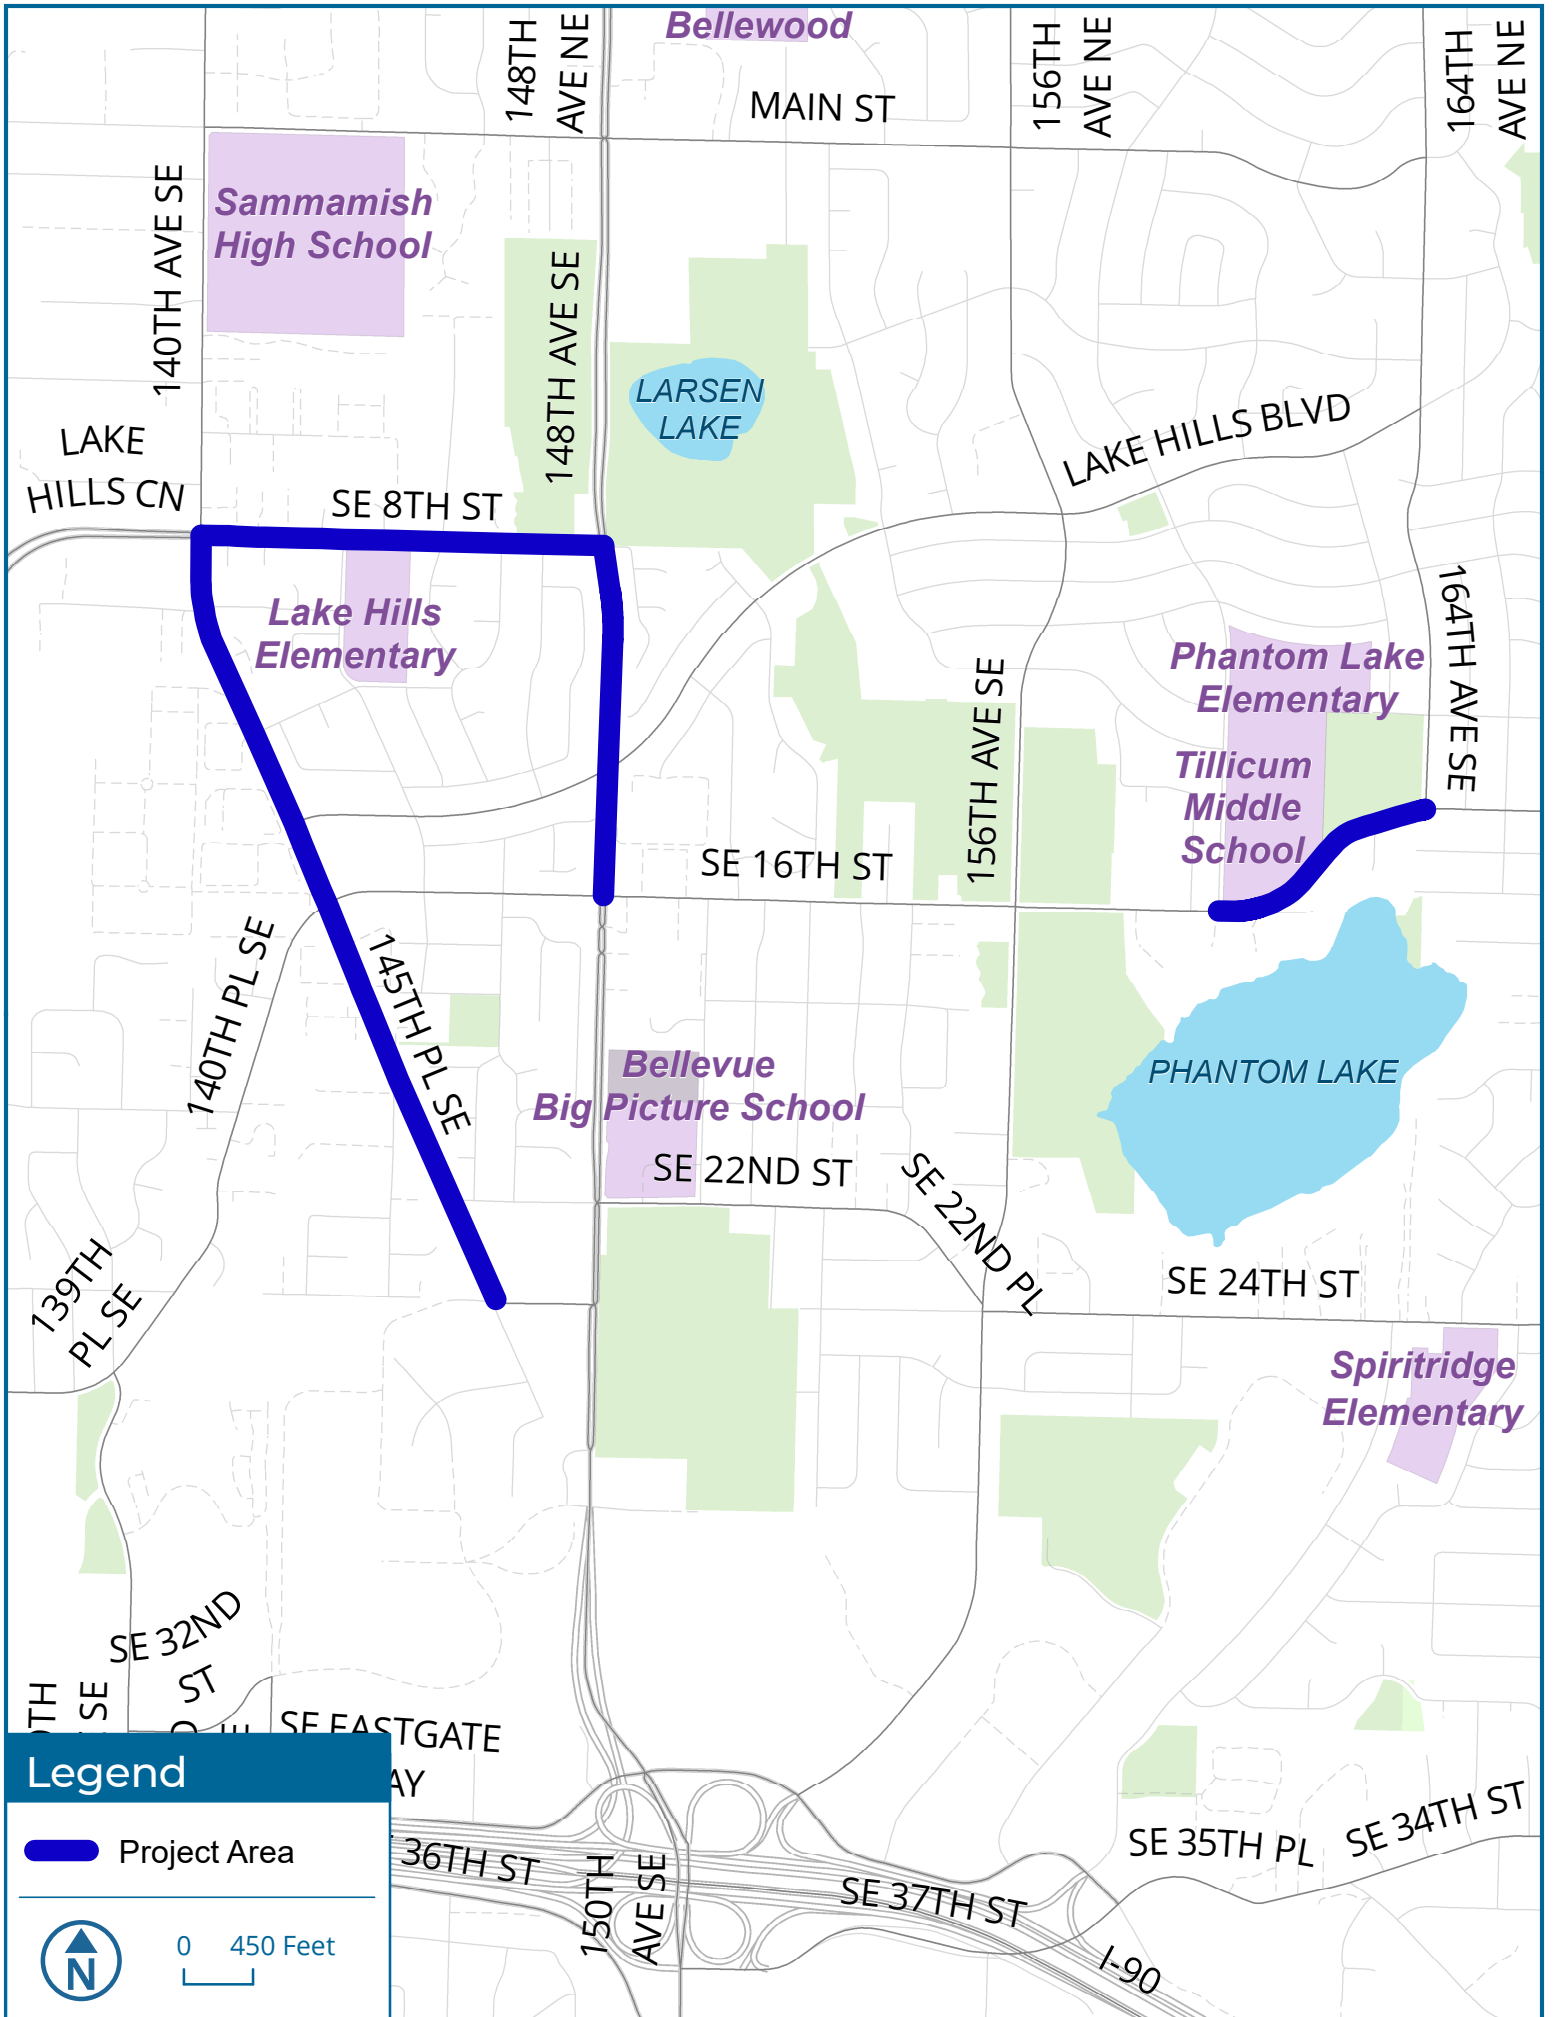 Bellewood
148TH
AVE NE
156TH
AVE NE
164TH
AVE NE
MAIN ST
140TH AVE SE
Sammamish
High School
148TH AVE SE
LARSEN
LAKE
LAKE
HILLS CN
SE 8TH ST
LAKE HILLS BLVD
Lake Hills
Elementary
164TH AVE SE
Phantom Lake
Elementary
156TH AVE SE
Tillicum
Middle
School
SE 16TH ST
140TH PL SE
145TH PL SE
Bellevue
Big Picture School
PHANTOM LAKE
SE 22ND ST
SE 22ND PL
139TH
PL SE
SE 24TH ST
Spiritridge
Elementary
SE 32ND
ST
SE
SE EASTGATE
Legend
Project Area
N
0 450 Feet
36TH ST
150TH
AVE SE
SE 37TH ST
SE 35TH PL
SE 34TH ST
I-90